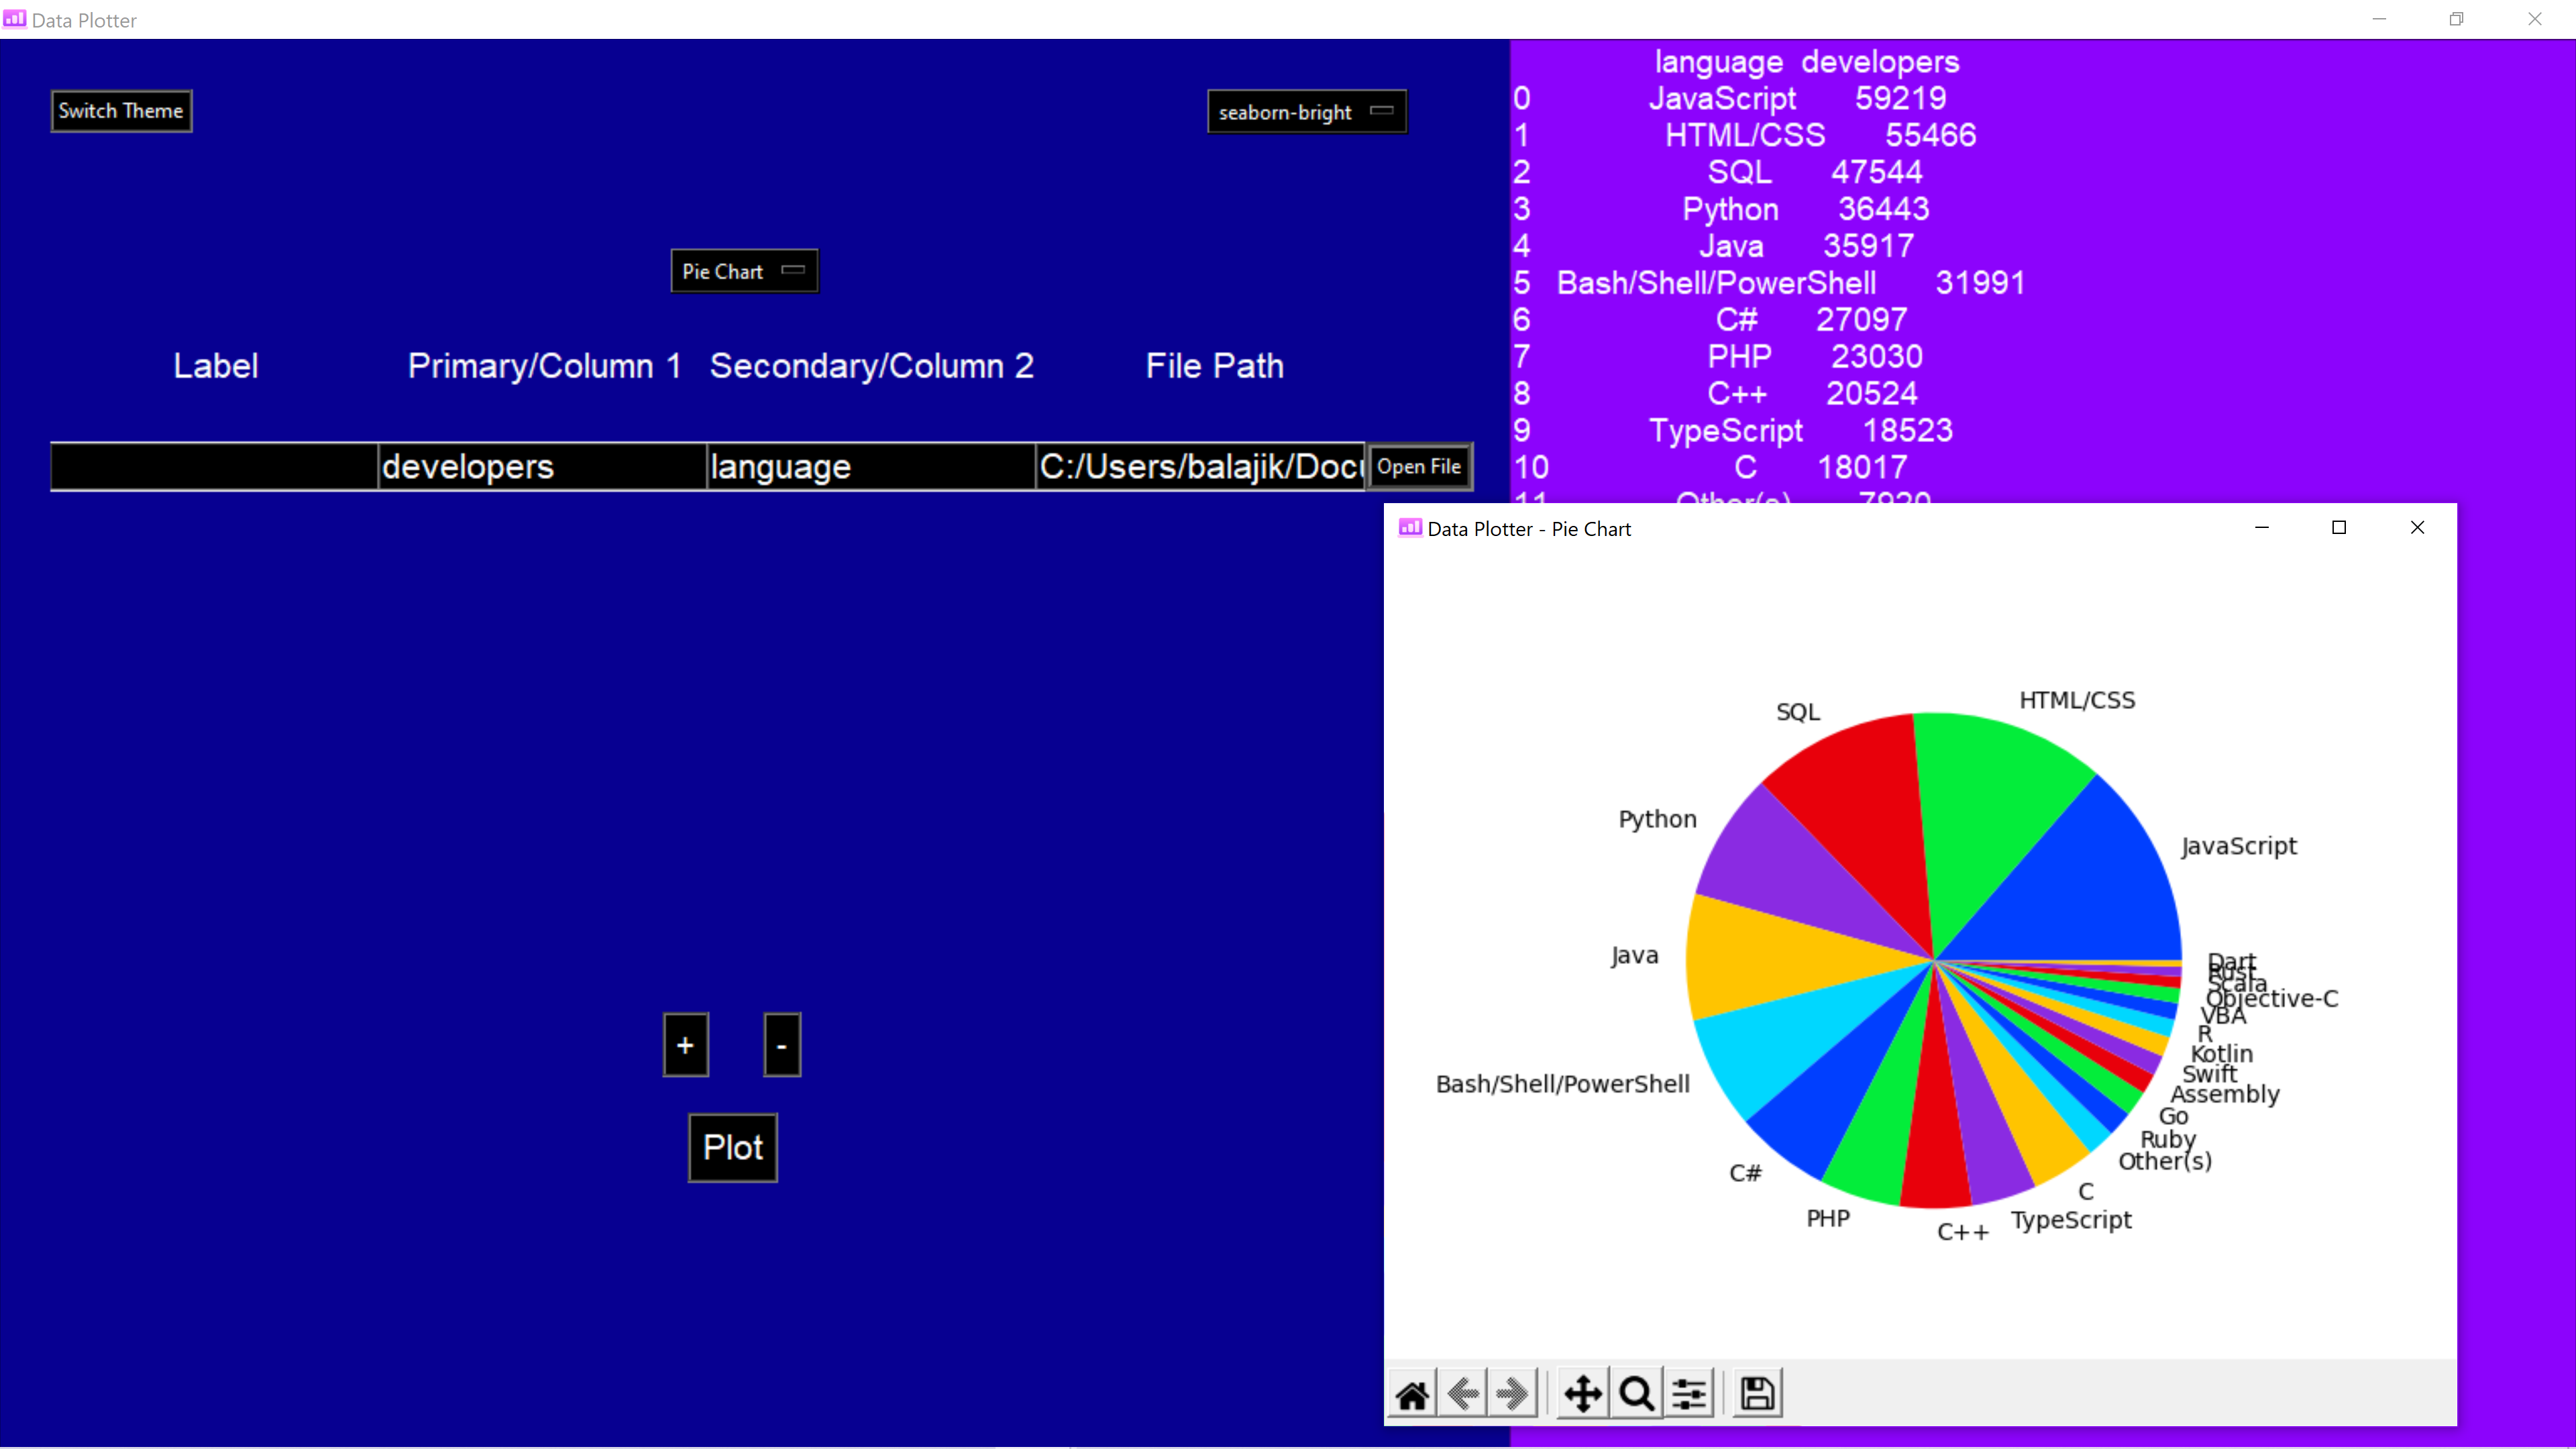 Data Plotter
Switch Theme
seaborn-bright
Pie Chart
Label Primary/Column 1 Secondary/Column 2 File Path
developers language C:/Users/balajik/Docu Open File
+ -
Plot
language developers
0 JavaScript 59219
1 HTML/CSS 55466
2 SQL 47544
3 Python 36443
4 Java 35917
5 Bash/Shell/PowerShell 31991
6 C# 27097
7 PHP 23030
8 C++ 20524
9 TypeScript 18523
10 C 18017
11 Other(s) 7920
Data Plotter - Pie Chart
HTML/CSS
SQL
Python
JavaScript
Java
Dart
Rust
Scala
Objective-C
VBA
R
Kotlin
Swift
Bash/Shell/PowerShell
Assembly
Go
Ruby
Other(s)
C#
C
PHP
TypeScript
C++